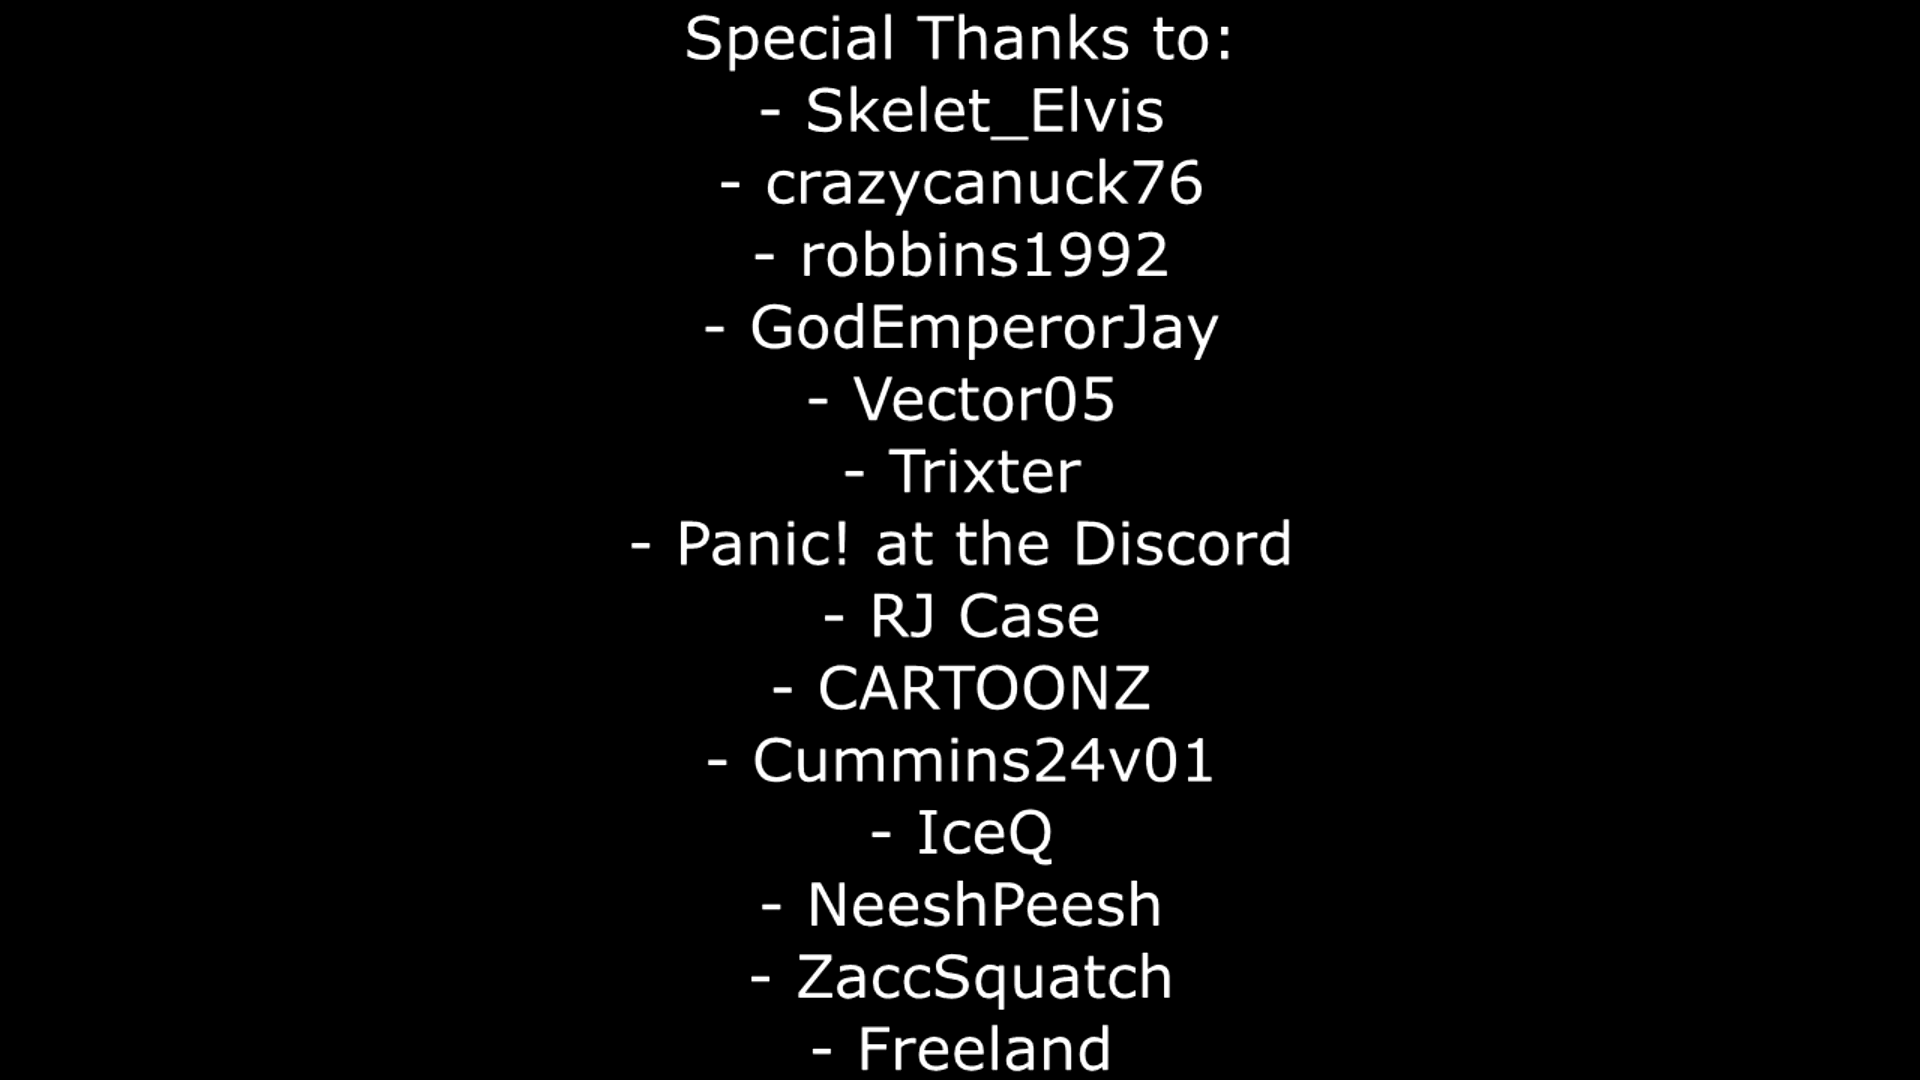 Special Thanks to:
- Skelet_Elvis
- crazycanuck76
- robbins1992
- GodEmperorJay
- Vector05
- Trixter
- Panic! at the Discord
- RJ Case
- CARTOONZ
- Cummins24v01
- IceQ
- NeeshPeesh
- ZaccSquatch
- Freeland